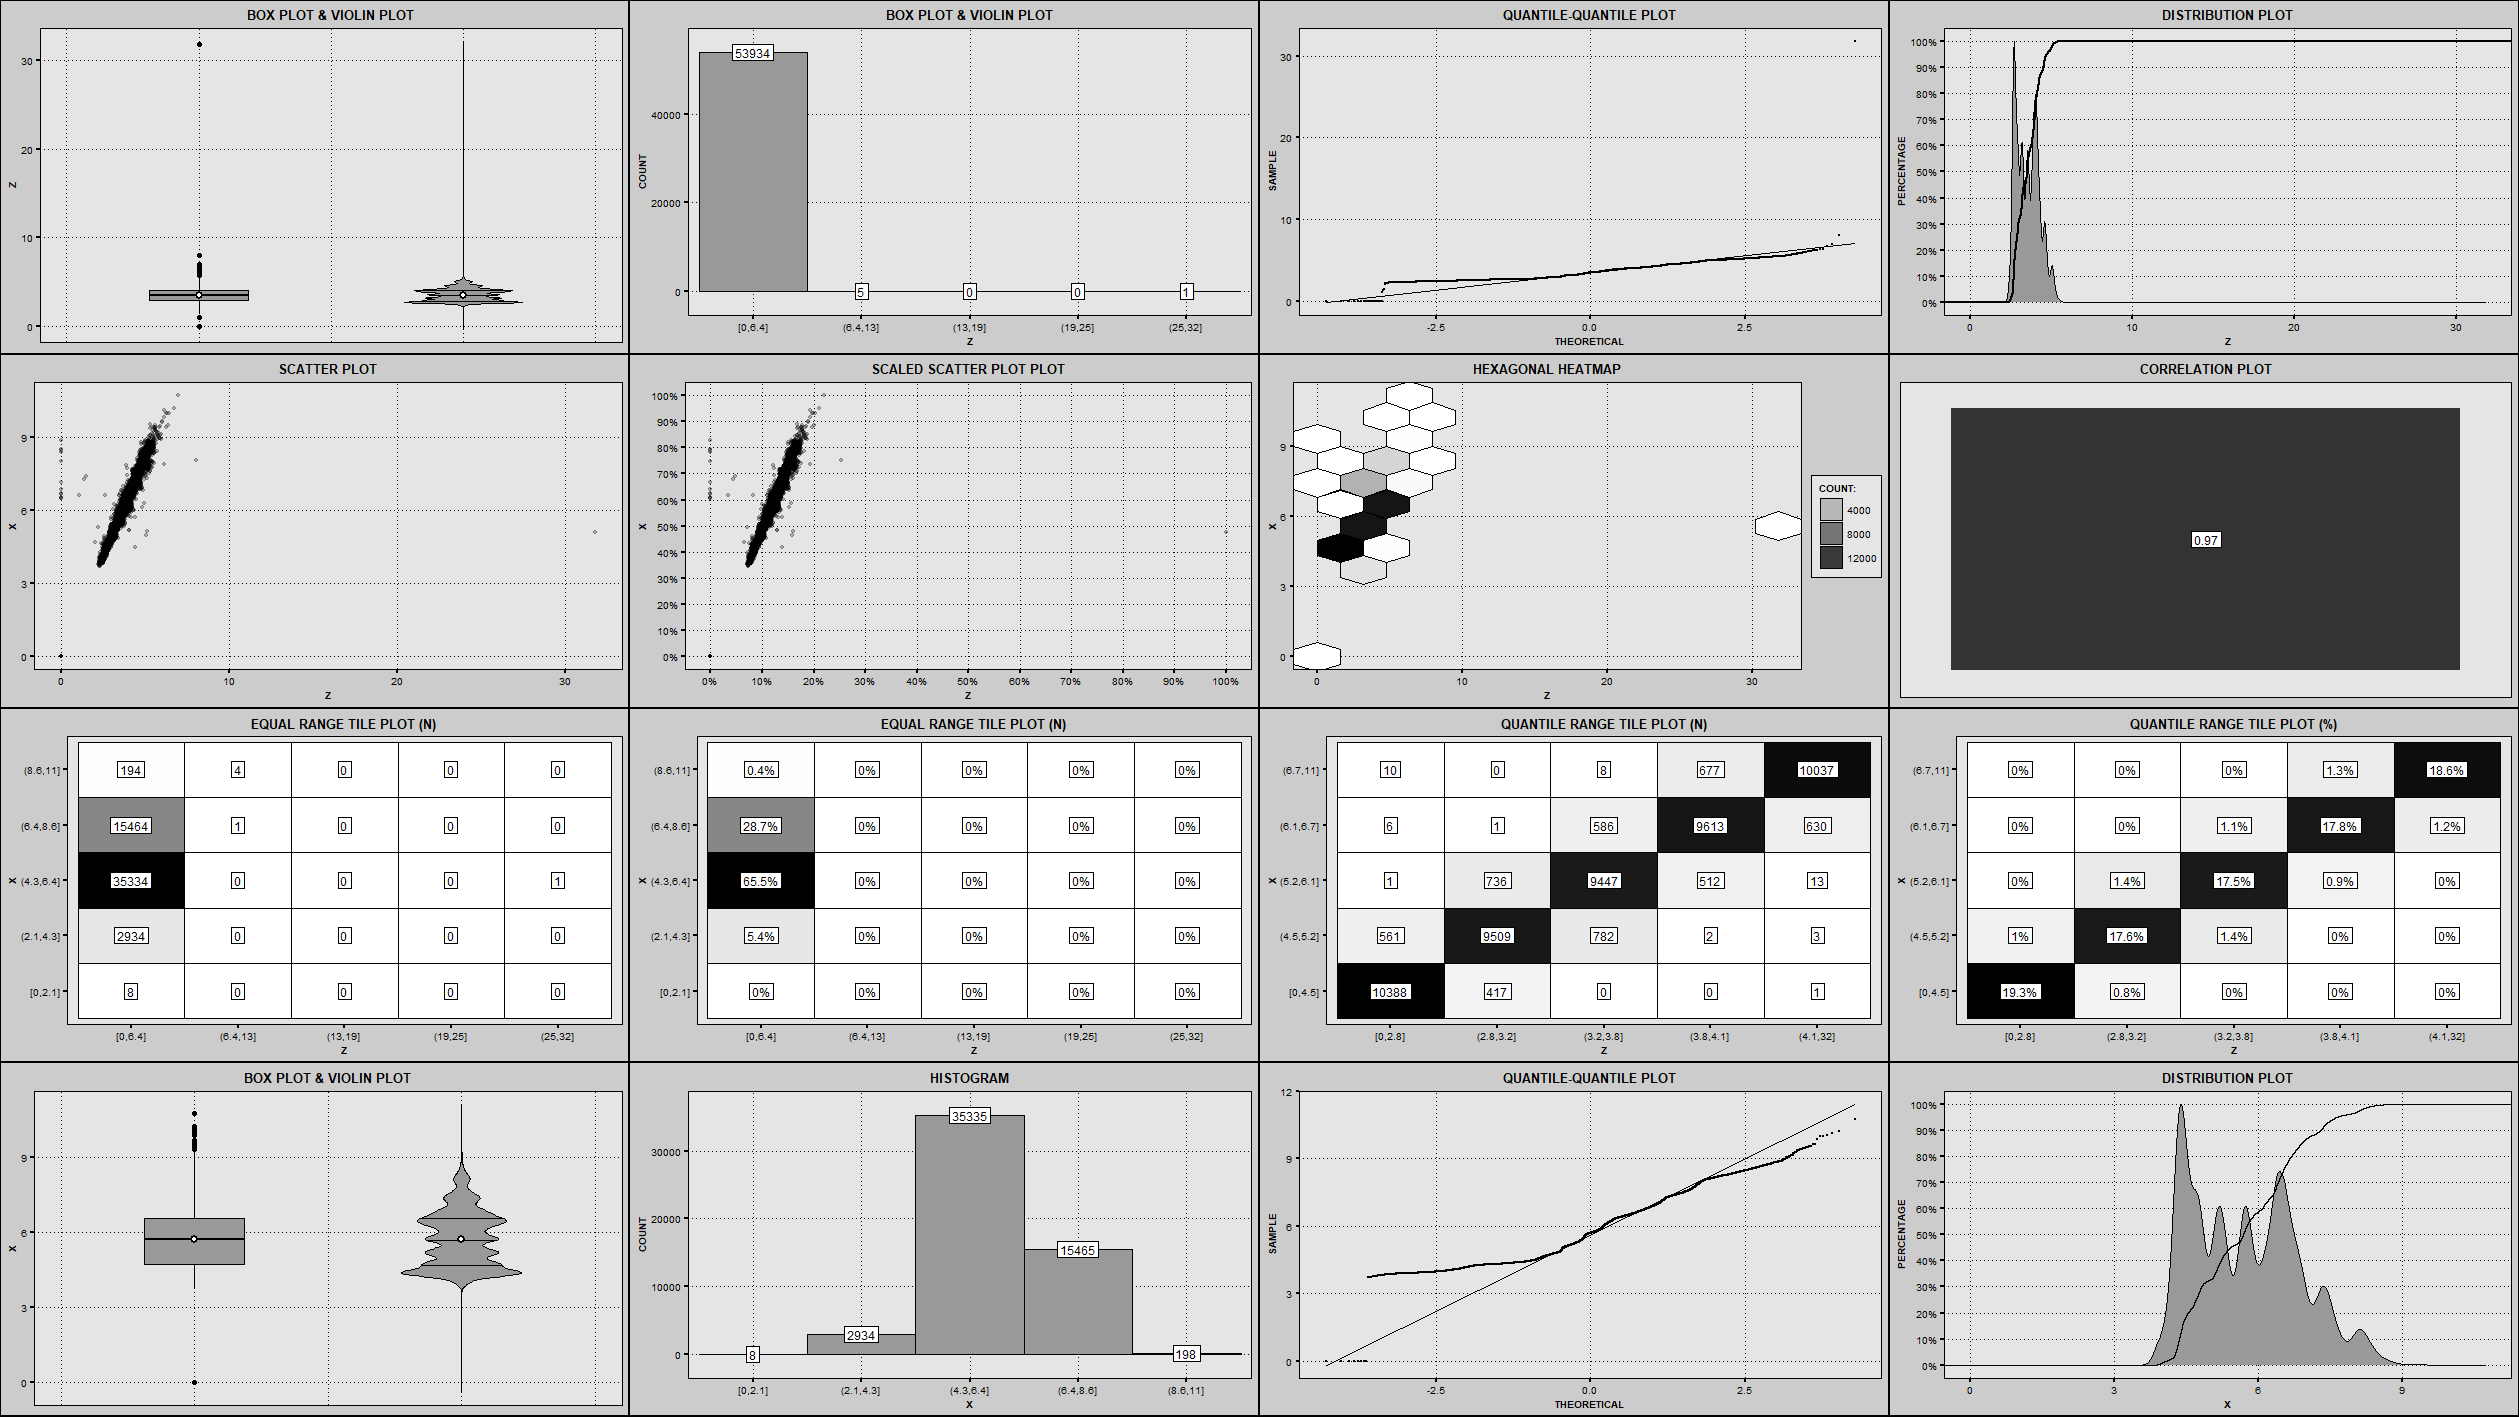 BOX PLOT & VIOLIN PLOT
30
20
10
0
Z
BOX PLOT & VIOLIN PLOT
53934
5
0
0
1
40000
20000
0
COUNT
[0,6.4]
(6.4,13]
(13,19]
(19,25]
(25,32]
Z
QUANTILE-QUANTILE PLOT
30
20
10
0
SAMPLE
-2.5
0.0
2.5
THEORETICAL
DISTRIBUTION PLOT
100%
90%
80%
70%
60%
50%
40%
30%
20%
10%
0%
PERCENTAGE
0
10
20
30
Z
SCATTER PLOT
9
6
3
0
X
0
10
20
30
Z
SCALED SCATTER PLOT PLOT
100%
90%
80%
70%
60%
50%
40%
30%
20%
10%
0%
X
0%
10%
20%
30%
40%
50%
60%
70%
80%
90%
100%
Z
HEXAGONAL HEATMAP
9
6
3
0
X
0
10
20
30
Z
COUNT:
4000
8000
12000
CORRELATION PLOT
0.97
EQUAL RANGE TILE PLOT (N)
(8.6,11] 194 4 0 0 0
(6.4,8.6] 15464 1 0 0 0
X (4.3,6.4] 35334 0 0 0 1
(2.1,4.3] 2934 0 0 0 0
[0,2.1] 8 0 0 0 0
[0,6.4] (6.4,13] (13,19] (19,25] (25,32]
Z
EQUAL RANGE TILE PLOT (N)
(8.6,11] 0.4% 0% 0% 0% 0%
(6.4,8.6] 28.7% 0% 0% 0% 0%
X (4.3,6.4] 65.5% 0% 0% 0% 0%
(2.1,4.3] 5.4% 0% 0% 0% 0%
[0,2.1] 0% 0% 0% 0% 0%
[0,6.4] (6.4,13] (13,19] (19,25] (25,32]
Z
QUANTILE RANGE TILE PLOT (N)
(6.7,11] 10 0 8 677 10037
(6.1,6.7] 6 1 586 9613 630
X (5.2,6.1] 1 736 9447 512 13
(4.5,5.2] 561 9509 782 2 3
[0,4.5] 10388 417 0 0 1
[0,2.8] (2.8,3.2] (3.2,3.8] (3.8,4.1] (4.1,32]
Z
QUANTILE RANGE TILE PLOT (%)
(6.7,11] 0% 0% 0% 1.3% 18.6%
(6.1,6.7] 0% 0% 1.1% 17.8% 1.2%
X (5.2,6.1] 0% 1.4% 17.5% 0.9% 0%
(4.5,5.2] 1% 17.6% 1.4% 0% 0%
[0,4.5] 19.3% 0.8% 0% 0% 0%
[0,2.8] (2.8,3.2] (3.2,3.8] (3.8,4.1] (4.1,32]
Z
BOX PLOT & VIOLIN PLOT
9
6
3
0
X
HISTOGRAM
8
2934
35335
15465
198
30000
20000
10000
0
COUNT
[0,2.1]
(2.1,4.3]
(4.3,6.4]
(6.4,8.6]
(8.6,11]
X
QUANTILE-QUANTILE PLOT
12
9
6
3
0
SAMPLE
-2.5
0.0
2.5
THEORETICAL
DISTRIBUTION PLOT
100%
90%
80%
70%
60%
50%
40%
30%
20%
10%
0%
PERCENTAGE
0
3
6
9
X